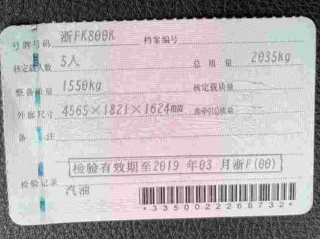 号牌号码 浙FK800K 档案编号
核定载人数 5人 总质量 2035kg
整备质量 1550kg 核定载质量
外廓尺寸 4565×1821×1624mm 准牵引总质量
备注
检验有效期至2019年03月浙F(00)
检验记录 汽油
*3350022268732*